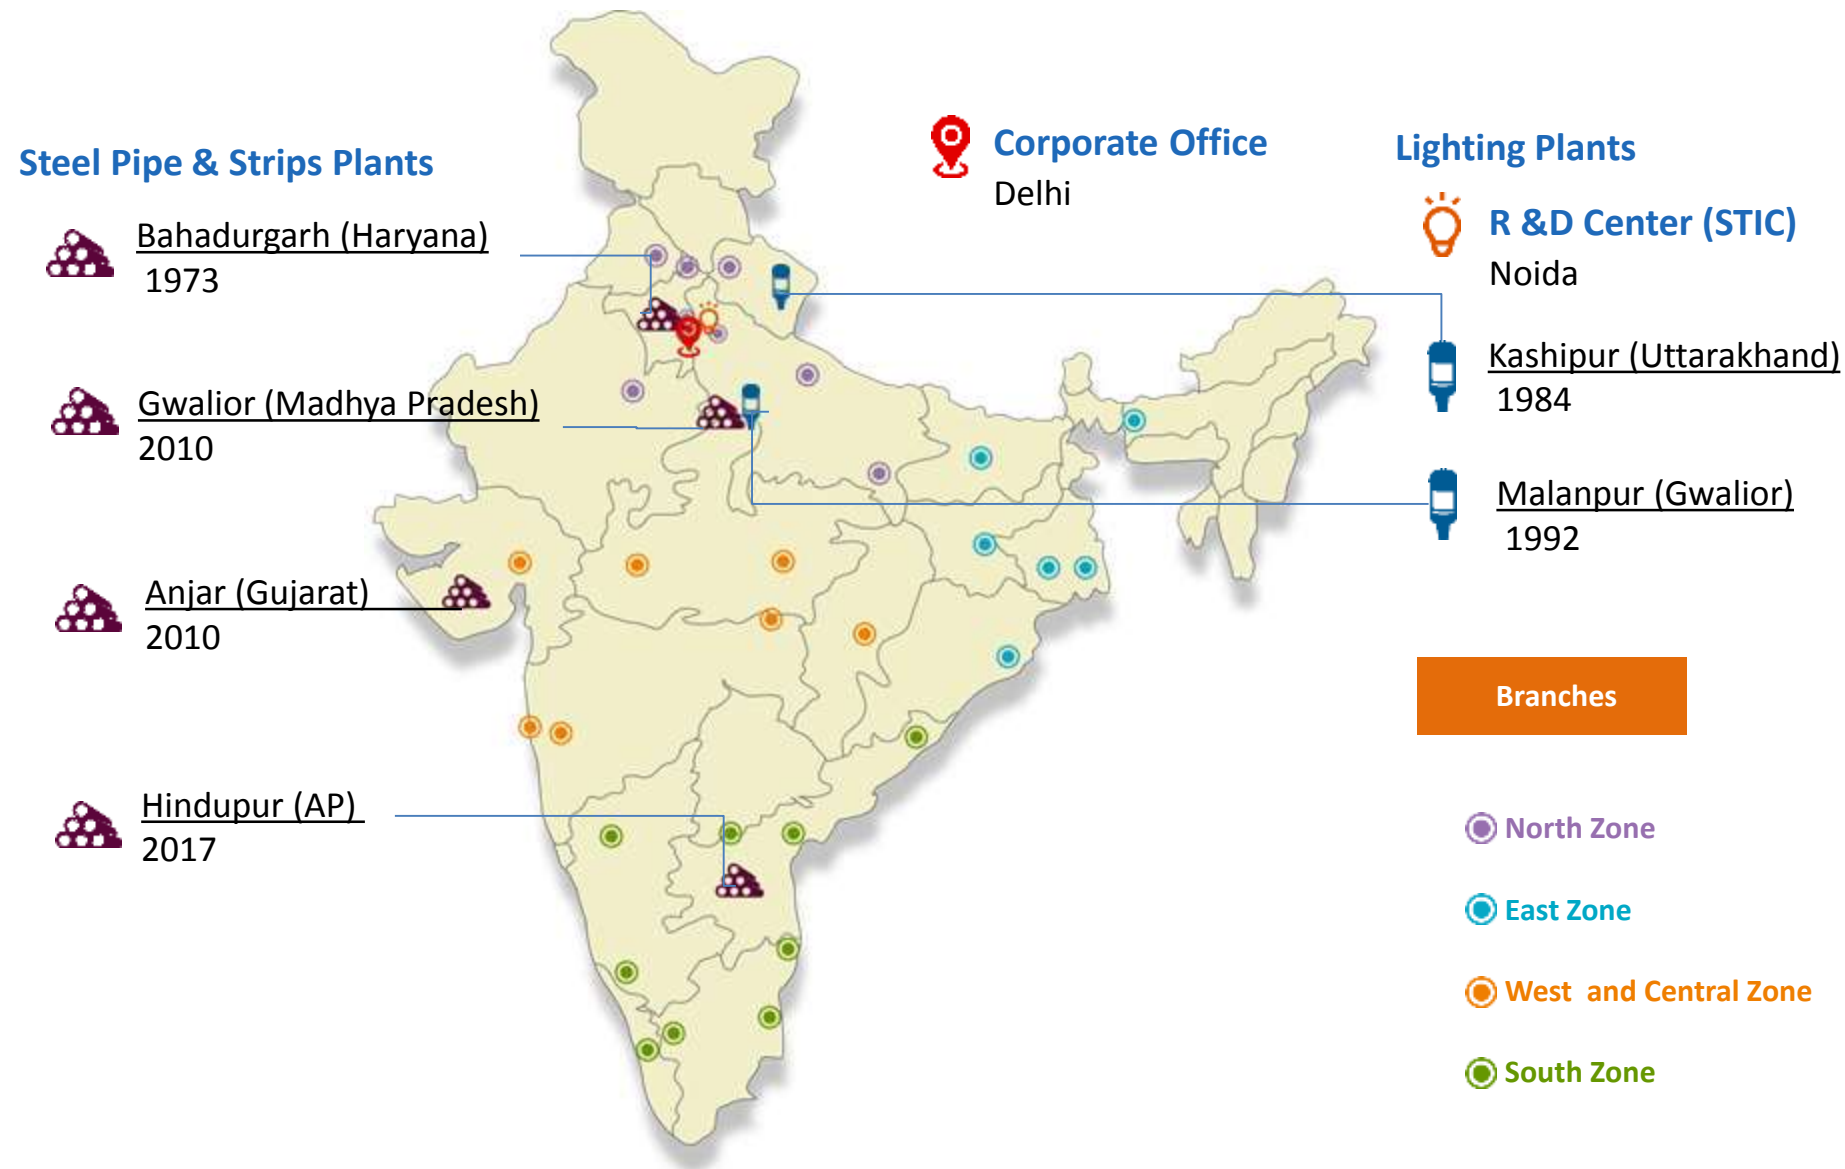 Steel Pipe & Strips Plants
Bahadurgarh (Haryana)
1973
Gwalior (Madhya Pradesh)
2010
Anjar (Gujarat)
2010
Hindupur (AP)
2017
Corporate Office
Delhi
Lighting Plants
R &D Center (STIC)
Noida
Kashipur (Uttarakhand)
1984
Malanpur (Gwalior)
1992
Branches
North Zone
East Zone
West and Central Zone
South Zone